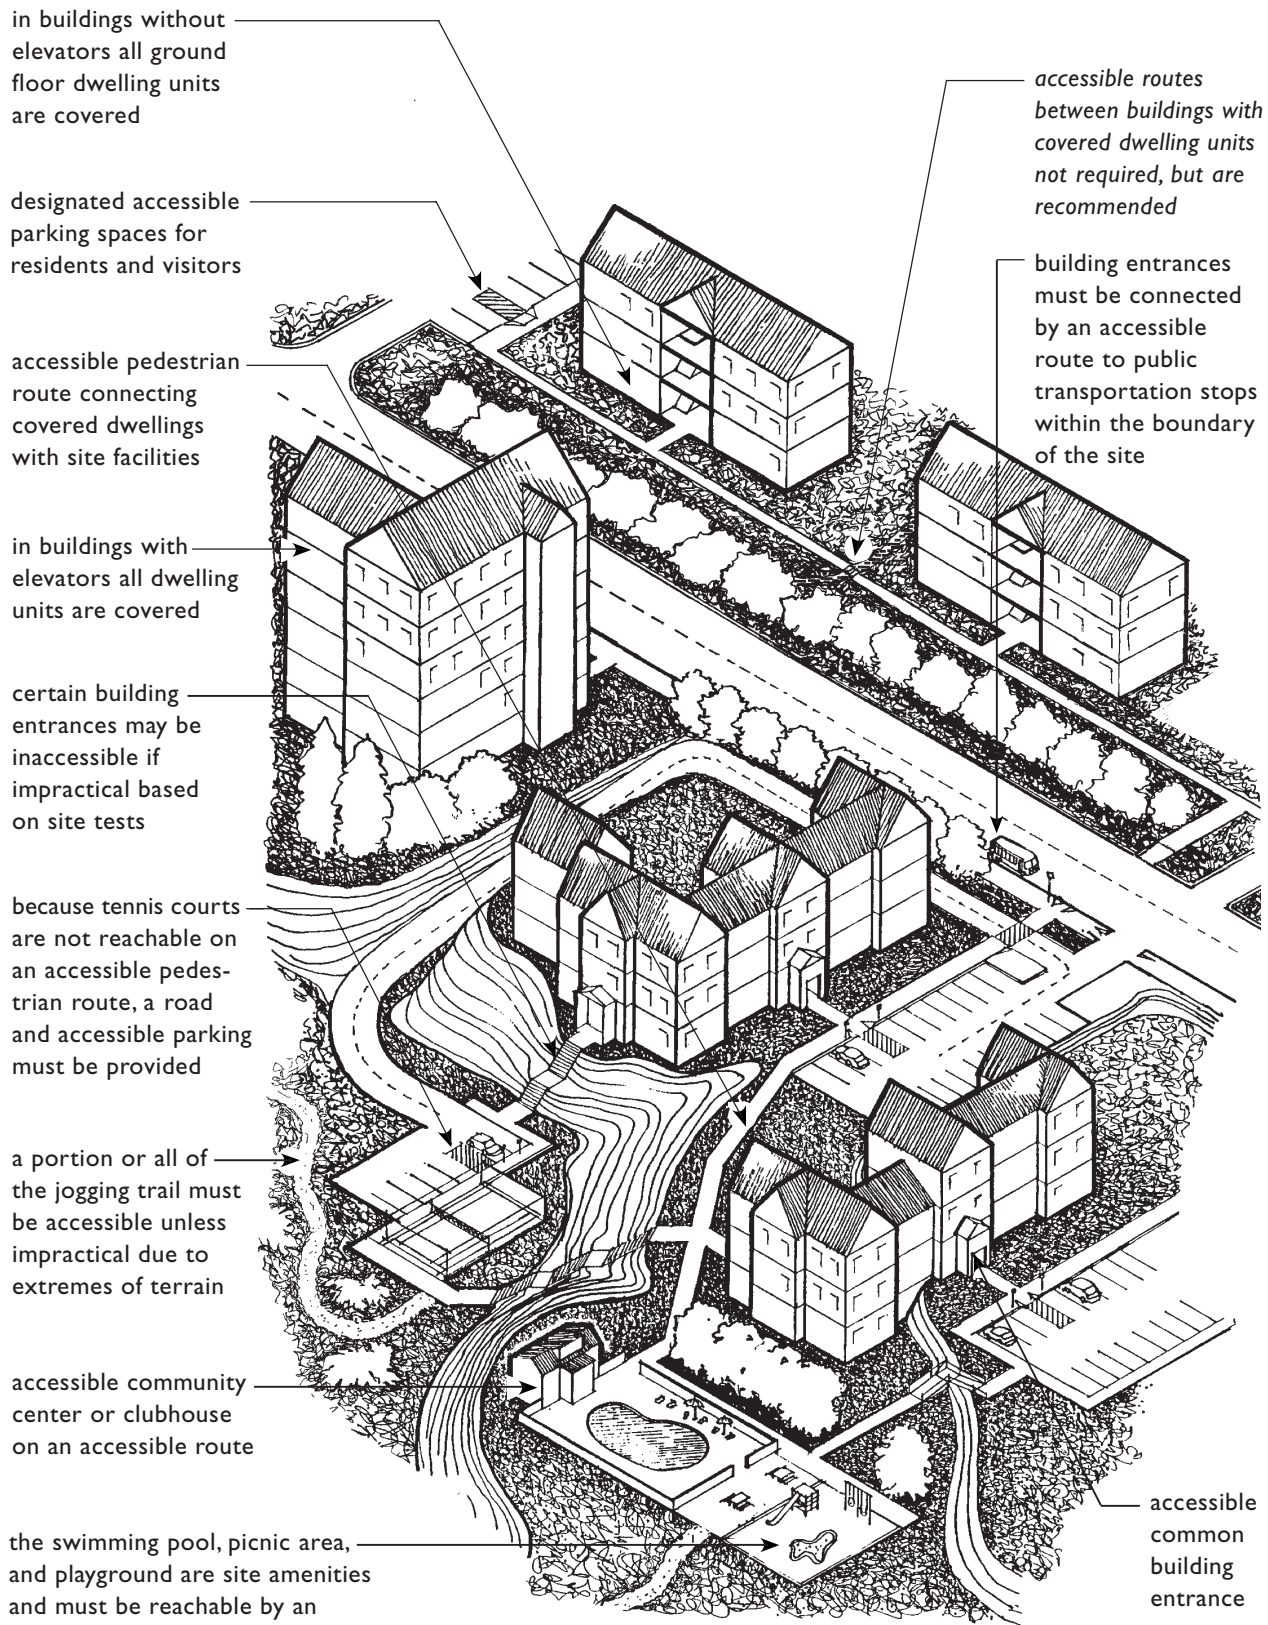 in buildings without
elevators all ground
floor dwelling units
are covered
accessible routes
between buildings with
covered dwelling units
not required, but are
recommended
designated accessible
parking spaces for
residents and visitors
building entrances
must be connected
by an accessible
route to public
transportation stops
within the boundary
of the site
accessible pedestrian
route connecting
covered dwellings
with site facilities
in buildings with
elevators all dwelling
units are covered
certain building
entrances may be
inaccessible if
impractical based
on site tests
because tennis courts
are not reachable on
an accessible pedes-
trian route, a road
and accessible parking
must be provided
a portion or all of
the jogging trail must
be accessible unless
impractical due to
extremes of terrain
accessible community
center or clubhouse
on an accessible route
the swimming pool, picnic area,
and playground are site amenities
and must be reachable by an
accessible
common
building
entrance